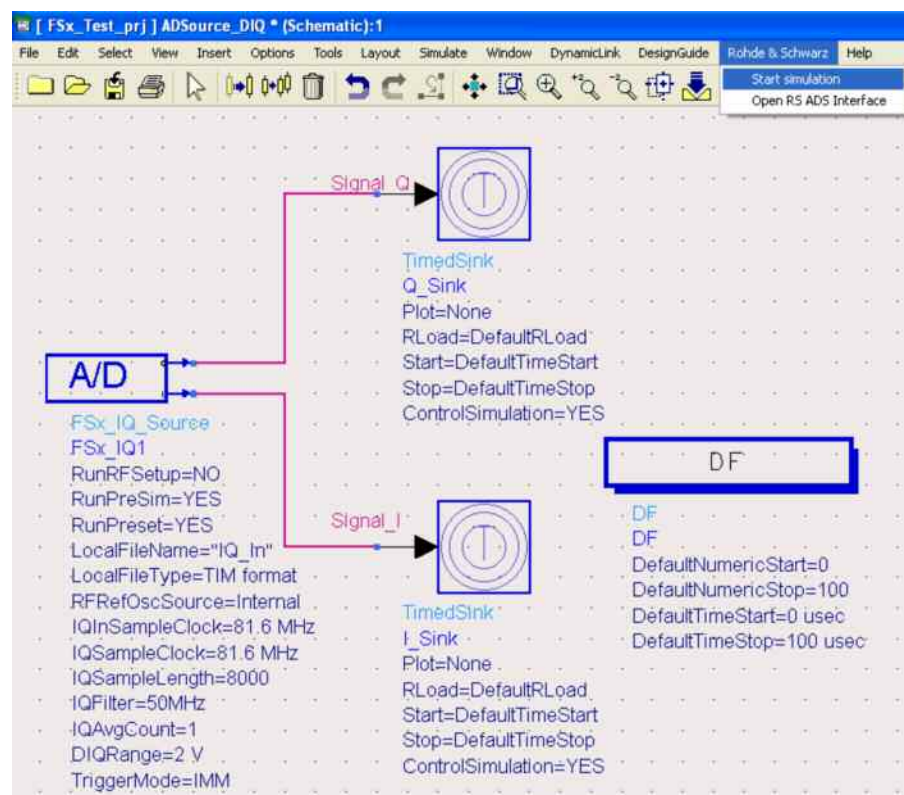 [ FSx_Test_prj ] ADSource_DIQ * (Schematic):1
File Edit Select View Insert Options Tools Layout Simulate Window DynamicLink DesignGuide Rohde & Schwarz Help
Start simulation
Open RS ADS Interface
Signal_Q
T
TimedSink
Q_Sink
Plot=None
RLoad=DefaultRLoad
Start=DefaultTimeStart
Stop=DefaultTimeStop
ControlSimulation=YES
A/D
FSx_IQ_Source
FSx_IQ1
RunRFSetup=NO
RunPreSim=YES
RunPreset=YES
LocalFileName="IQ_In"
LocalFileType=TIM format
RFRefOscSource=Internal
IQInSampleClock=81.6 MHz
IQSampleClock=81.6 MHz
IQSampleLength=8000
IQFilter=50MHz
IQAvgCount=1
DIQRange=2 V
TriggerMode=IMM
Signal_I
T
TimedSink
I_Sink
Plot=None
RLoad=DefaultRLoad
Start=DefaultTimeStart
Stop=DefaultTimeStop
ControlSimulation=YES
DF
DF
DF
DefaultNumericStart=0
DefaultNumericStop=100
DefaultTimeStart=0 usec
DefaultTimeStop=100 usec